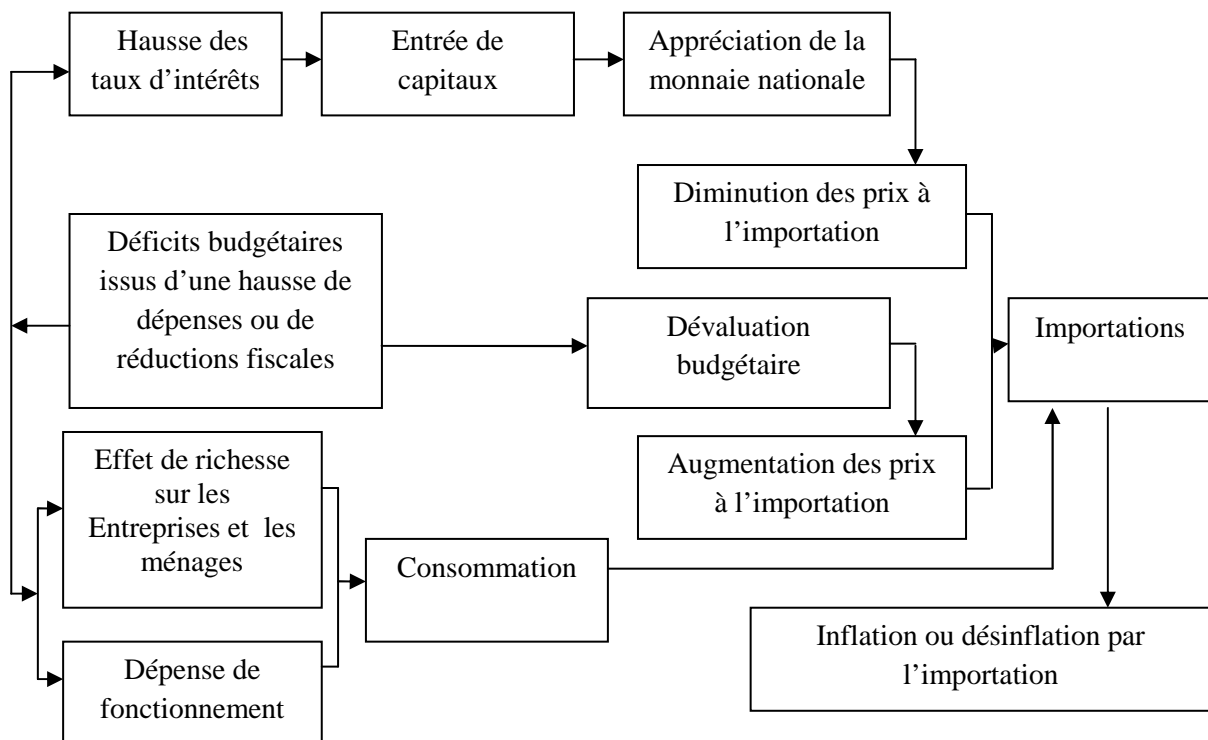 Hausse des
taux d’intérêts
Entrée de
capitaux
Appréciation de la
monnaie nationale
Diminution des prix à
l’importation
Déficits budgétaires
issus d’une hausse de
dépenses ou de
réductions fiscales
Dévaluation
budgétaire
Importations
Augmentation des prix
à l’importation
Effet de richesse
sur les
Entreprises et les
ménages
Consommation
Dépense de
fonctionnement
Inflation ou désinflation par
l’importation